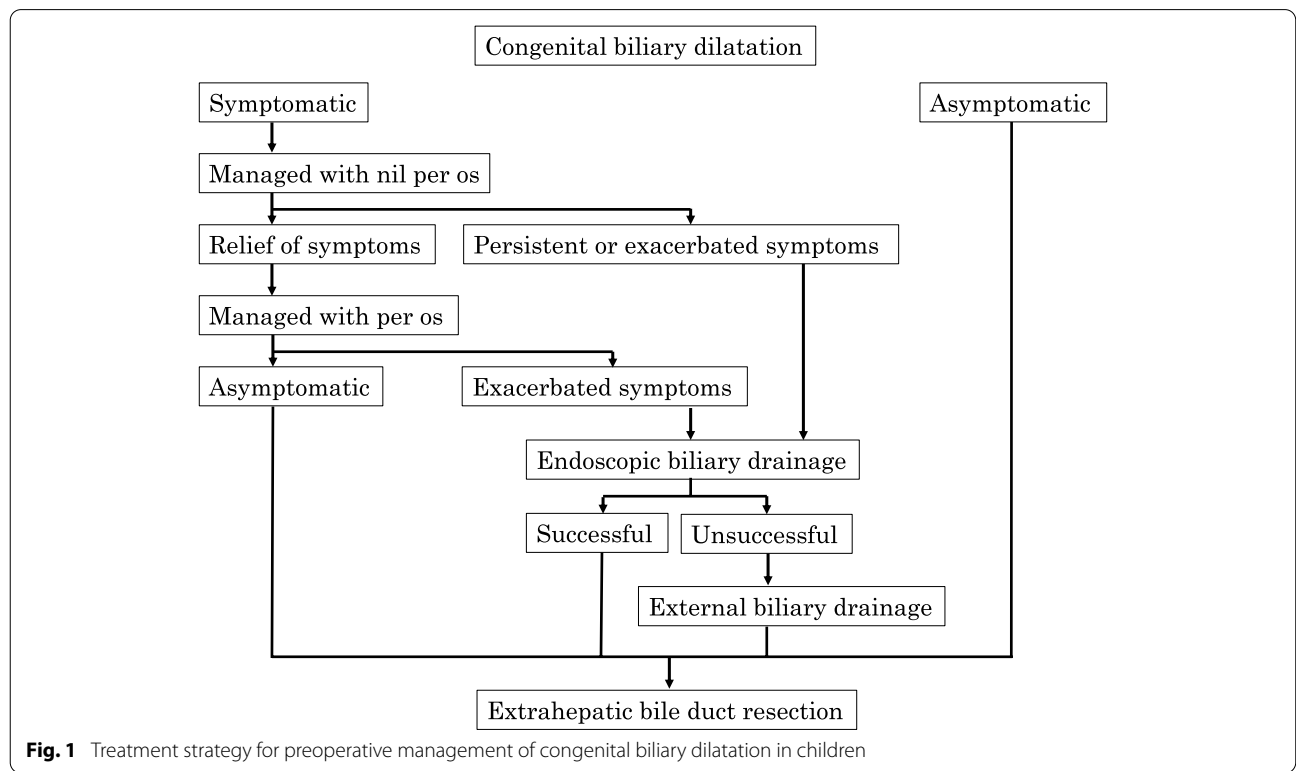 Congenital biliary dilatation
Symptomatic
Asymptomatic
Managed with nil per os
Relief of symptoms
Persistent or exacerbated symptoms
Managed with per os
Asymptomatic
Exacerbated symptoms
Endoscopic biliary drainage
Successful
Unsuccessful
External biliary drainage
Extrahepatic bile duct resection
Fig. 1 Treatment strategy for preoperative management of congenital biliary dilatation in children